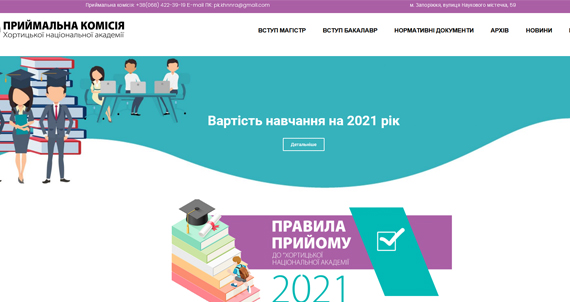 Приймальна комісія: +38(068) 422-09-19 E-mail ПК: pk.khnnra@gmail.com
м. Запоріжжя, вулиця Наукового містечка, 59
ПРИЙМАЛЬНА КОМІСІЯ
Хортицької національної академії
ВСТУП МАГІСТР ВСТУП БАКАЛАВР НОРМАТИВНІ ДОКУМЕНТИ АРХІВ НОВИНИ
Вартість навчання на 2021 рік
Детальніше
ПРАВИЛА
ПРИЙОМУ
ДО "ХОРТИЦЬКОЇ
НАЦІОНАЛЬНОЇ АКАДЕМІЇ
2021